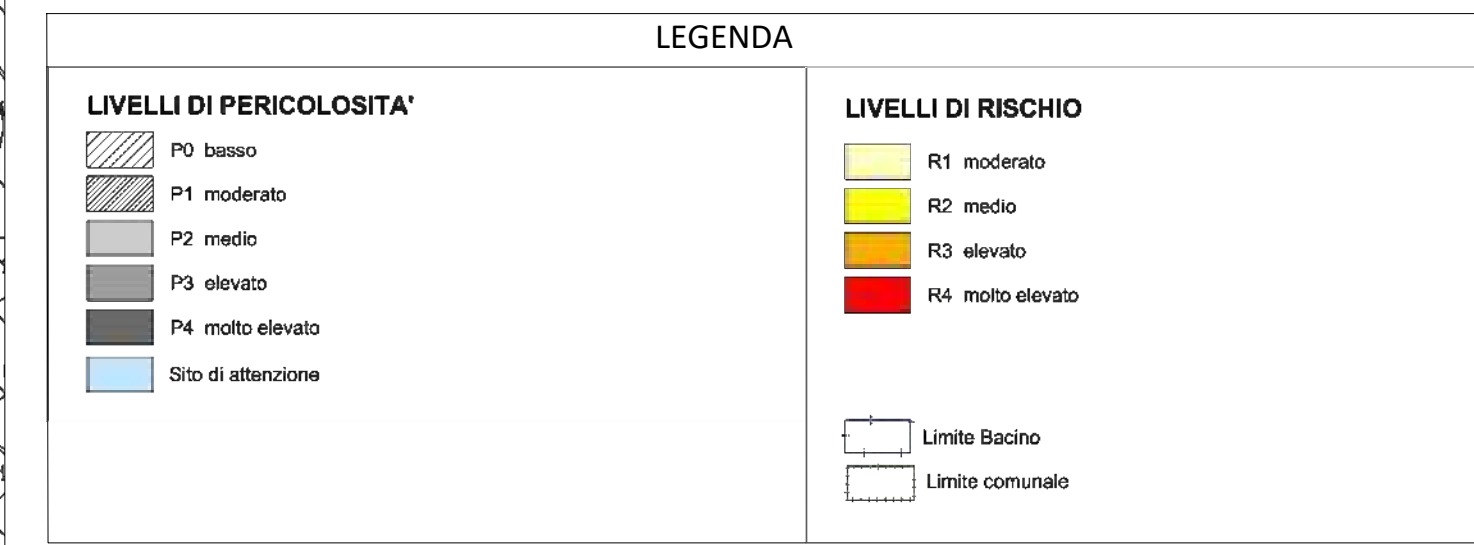 LEGENDA
LIVELLI DI PERICOLOSITA'
P0 basso
P1 moderato
P2 medio
P3 elevato
P4 molto elevato
Sito di attenzione
LIVELLI DI RISCHIO
R1 moderato
R2 medio
R3 elevato
R4 molto elevato
Limite Bacino
Limite comunale